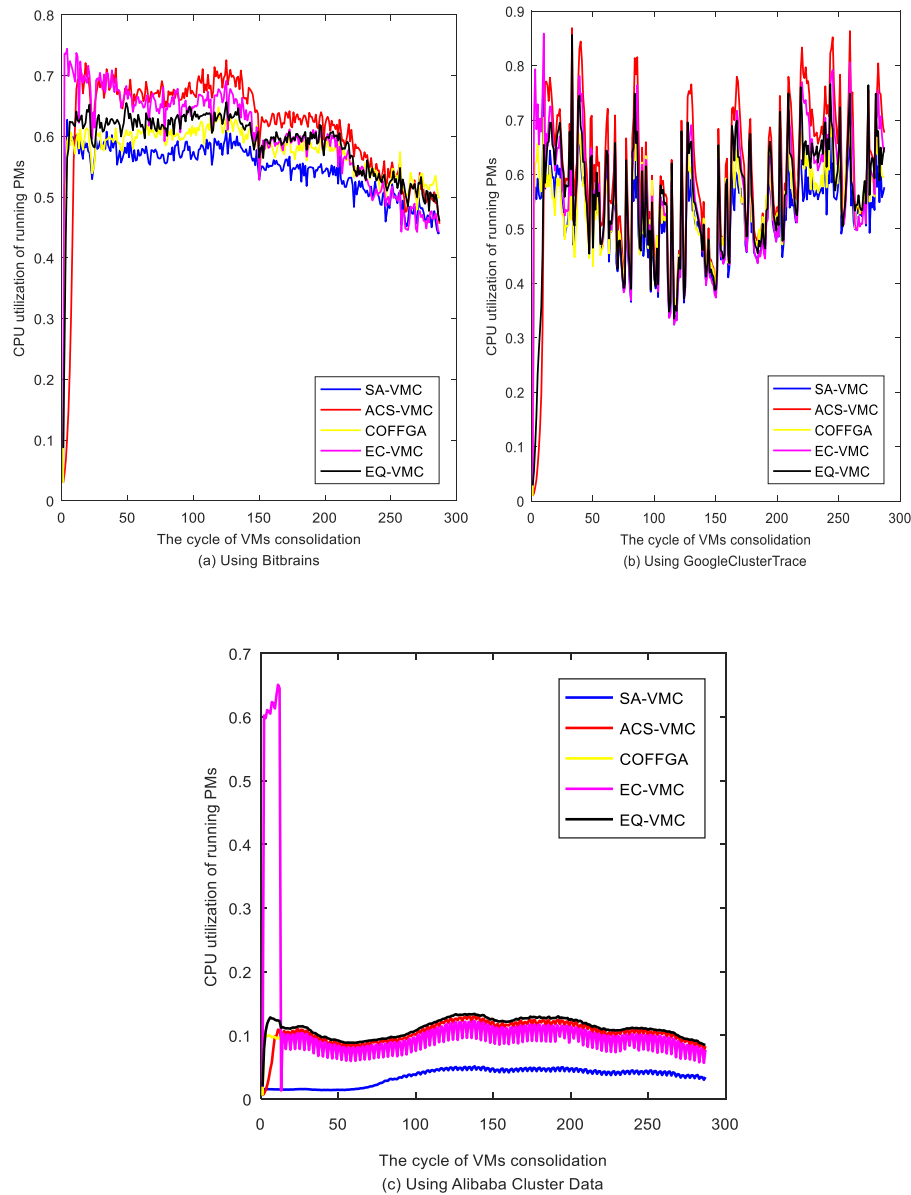 0.8
0.7
0.6
0.5
0.4
0.3
0.2
0.1
0
CPU utilization of running PMs
0 50 100 150 200 250 300
SA-VMC
ACS-VMC
COFFGA
EC-VMC
EQ-VMC
The cycle of VMs consolidation
(a) Using Bitbrains
0.9
0.8
0.7
0.6
0.5
0.4
0.3
0.2
0.1
0
CPU utilization of running PMs
0 50 100 150 200 250 300
SA-VMC
ACS-VMC
COFFGA
EC-VMC
EQ-VMC
The cycle of VMs consolidation
(b) Using GoogleClusterTrace
0.7
0.6
0.5
0.4
0.3
0.2
0.1
0
CPU utilization of running PMs
0 50 100 150 200 250 300
SA-VMC
ACS-VMC
COFFGA
EC-VMC
EQ-VMC
The cycle of VMs consolidation
(c) Using Alibaba Cluster Data